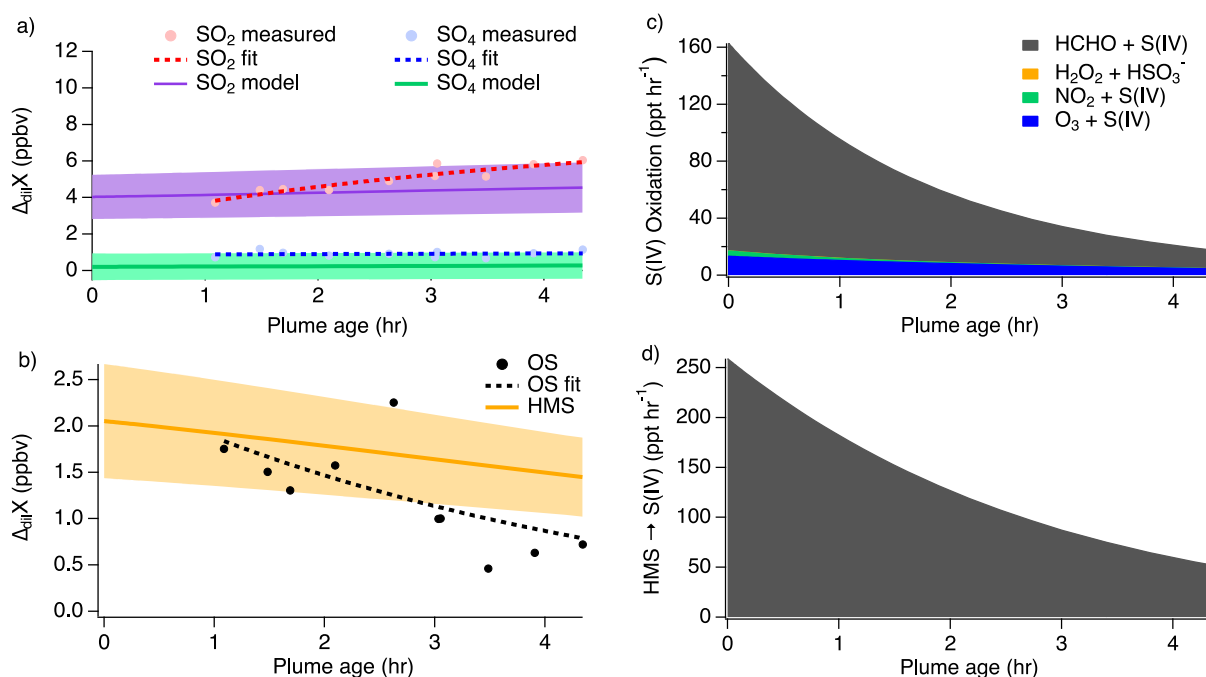 a)
SO₂ measured
SO₂ fit
SO₂ model
SO₄ measured
SO₄ fit
SO₄ model
12
10
8
6
4
2
0
Δ_dil X (ppbv)
0 1 2 3 4
Plume age (hr)
b)
OS
OS fit
HMS
2.5
2.0
1.5
1.0
0.5
0.0
Δ_dil X (ppbv)
0 1 2 3 4
Plume age (hr)
c)
HCHO + S(IV)
H₂O₂ + HSO₃⁻
NO₂ + S(IV)
O₃ + S(IV)
160
120
80
40
0
S(IV) Oxidation (ppt hr⁻¹)
0 1 2 3 4
Plume age (hr)
d)
250
200
150
100
50
0
HMS → S(IV) (ppt hr⁻¹)
0 1 2 3 4
Plume age (hr)